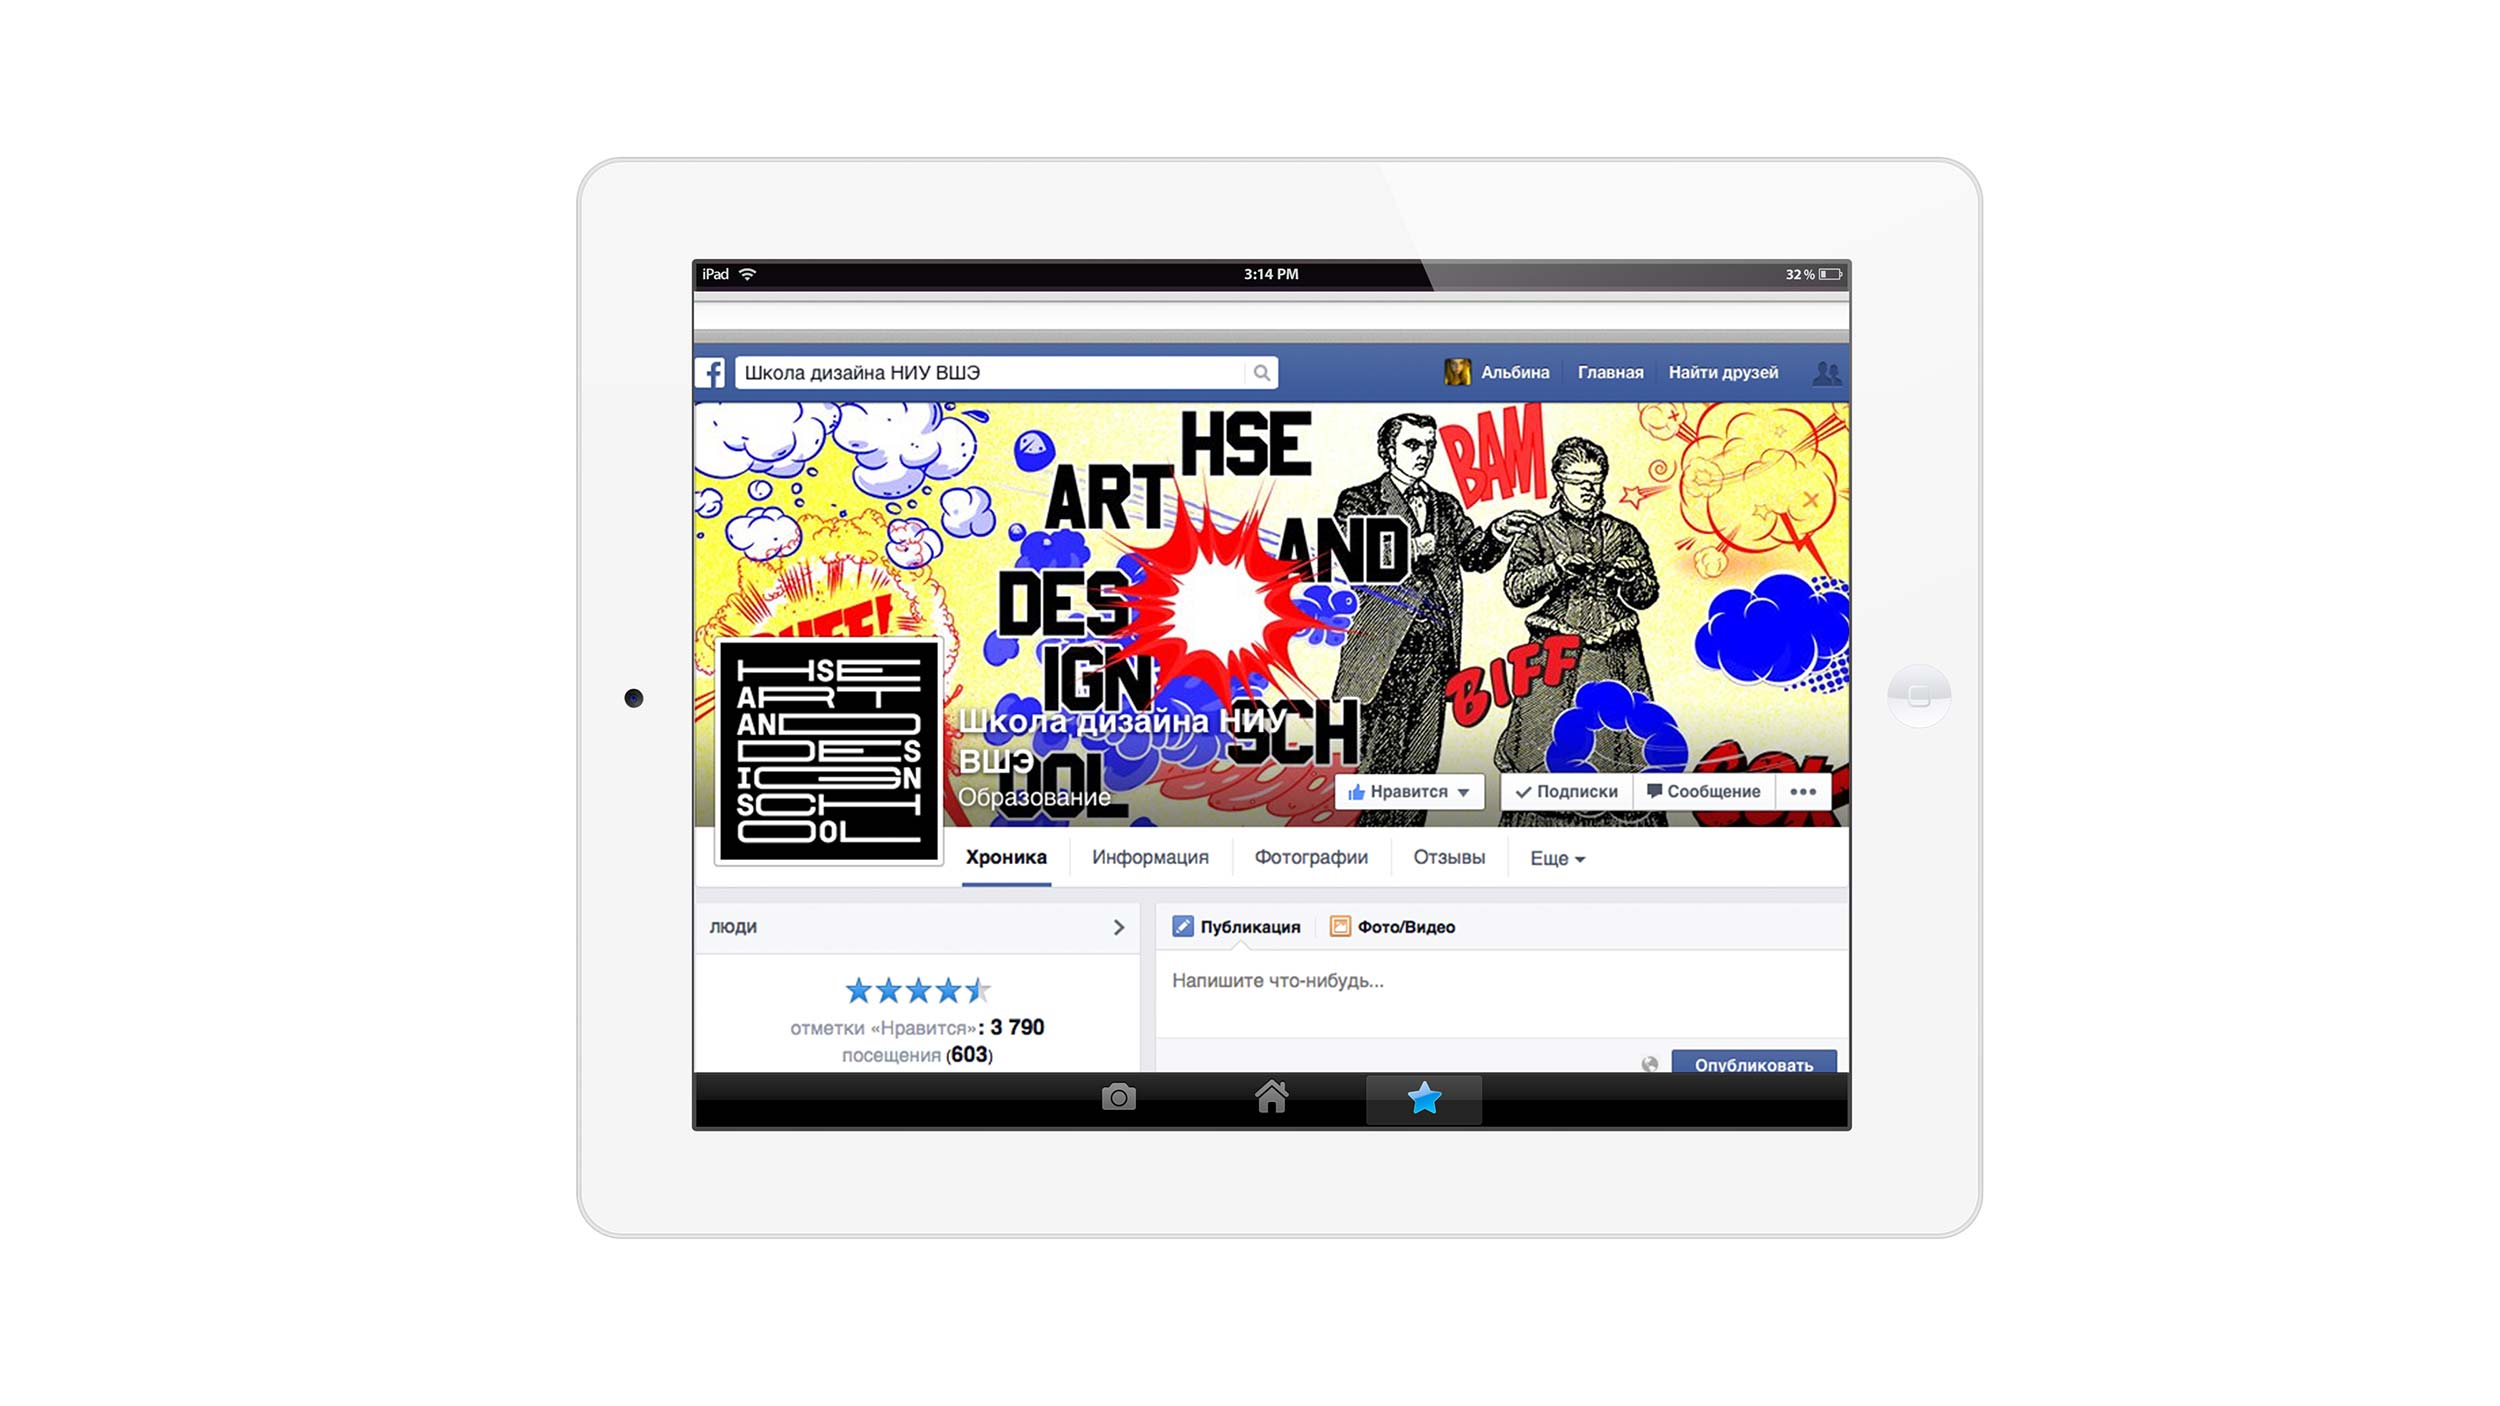 iPad 3:14 PM 32 %
Школа дизайна НИУ ВШЭ Альбина Главная Найти друзей
HSE
ART
AND
DES
IGN
SCH
OOL
BAM
BIFF
HSE
ART
AND D
DES
IGN
SCH
OOL
Школа дизайна НИУ
ВШЭ
Образование
Нравится Подписки Сообщение •••
Хроника Информация Фотографии Отзывы Еще
ЛЮДИ
отметки «Нравится»: 3 790
посещения (603)
Публикация Фото/Видео
Напишите что-нибудь...
Опубликовать